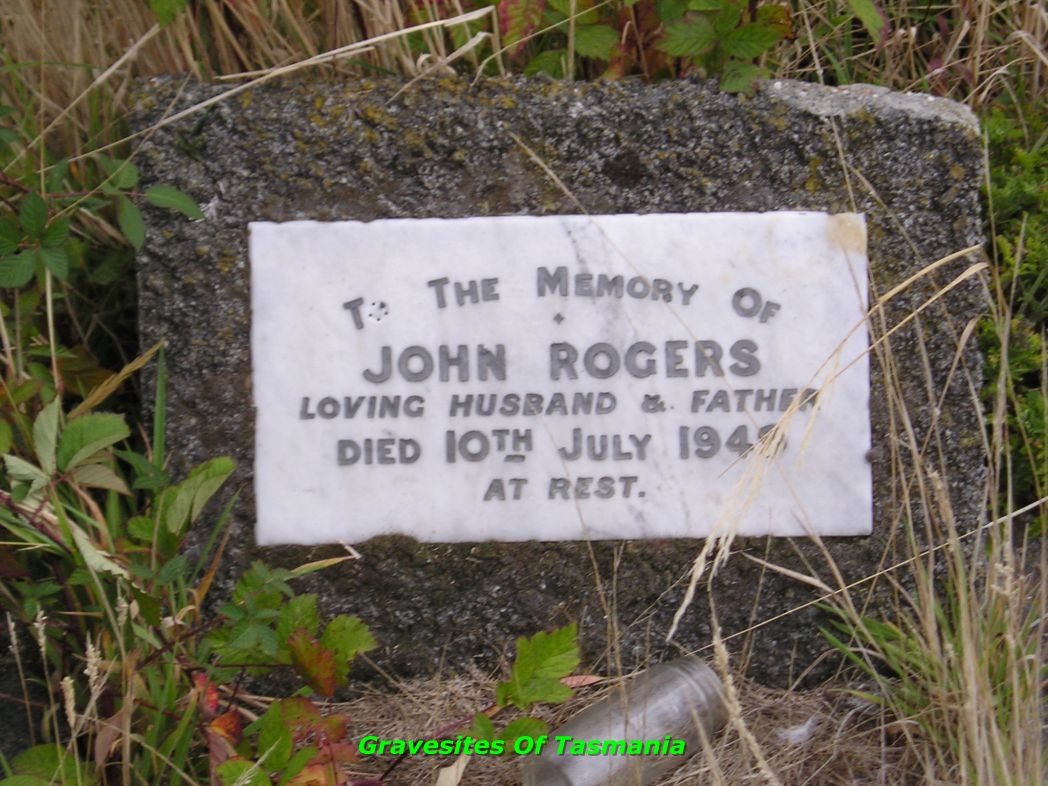 To The Memory Of
JOHN ROGERS
LOVING HUSBAND & FATHER
DIED 10TH JULY
AT REST.
Gravesites Of Tasmania